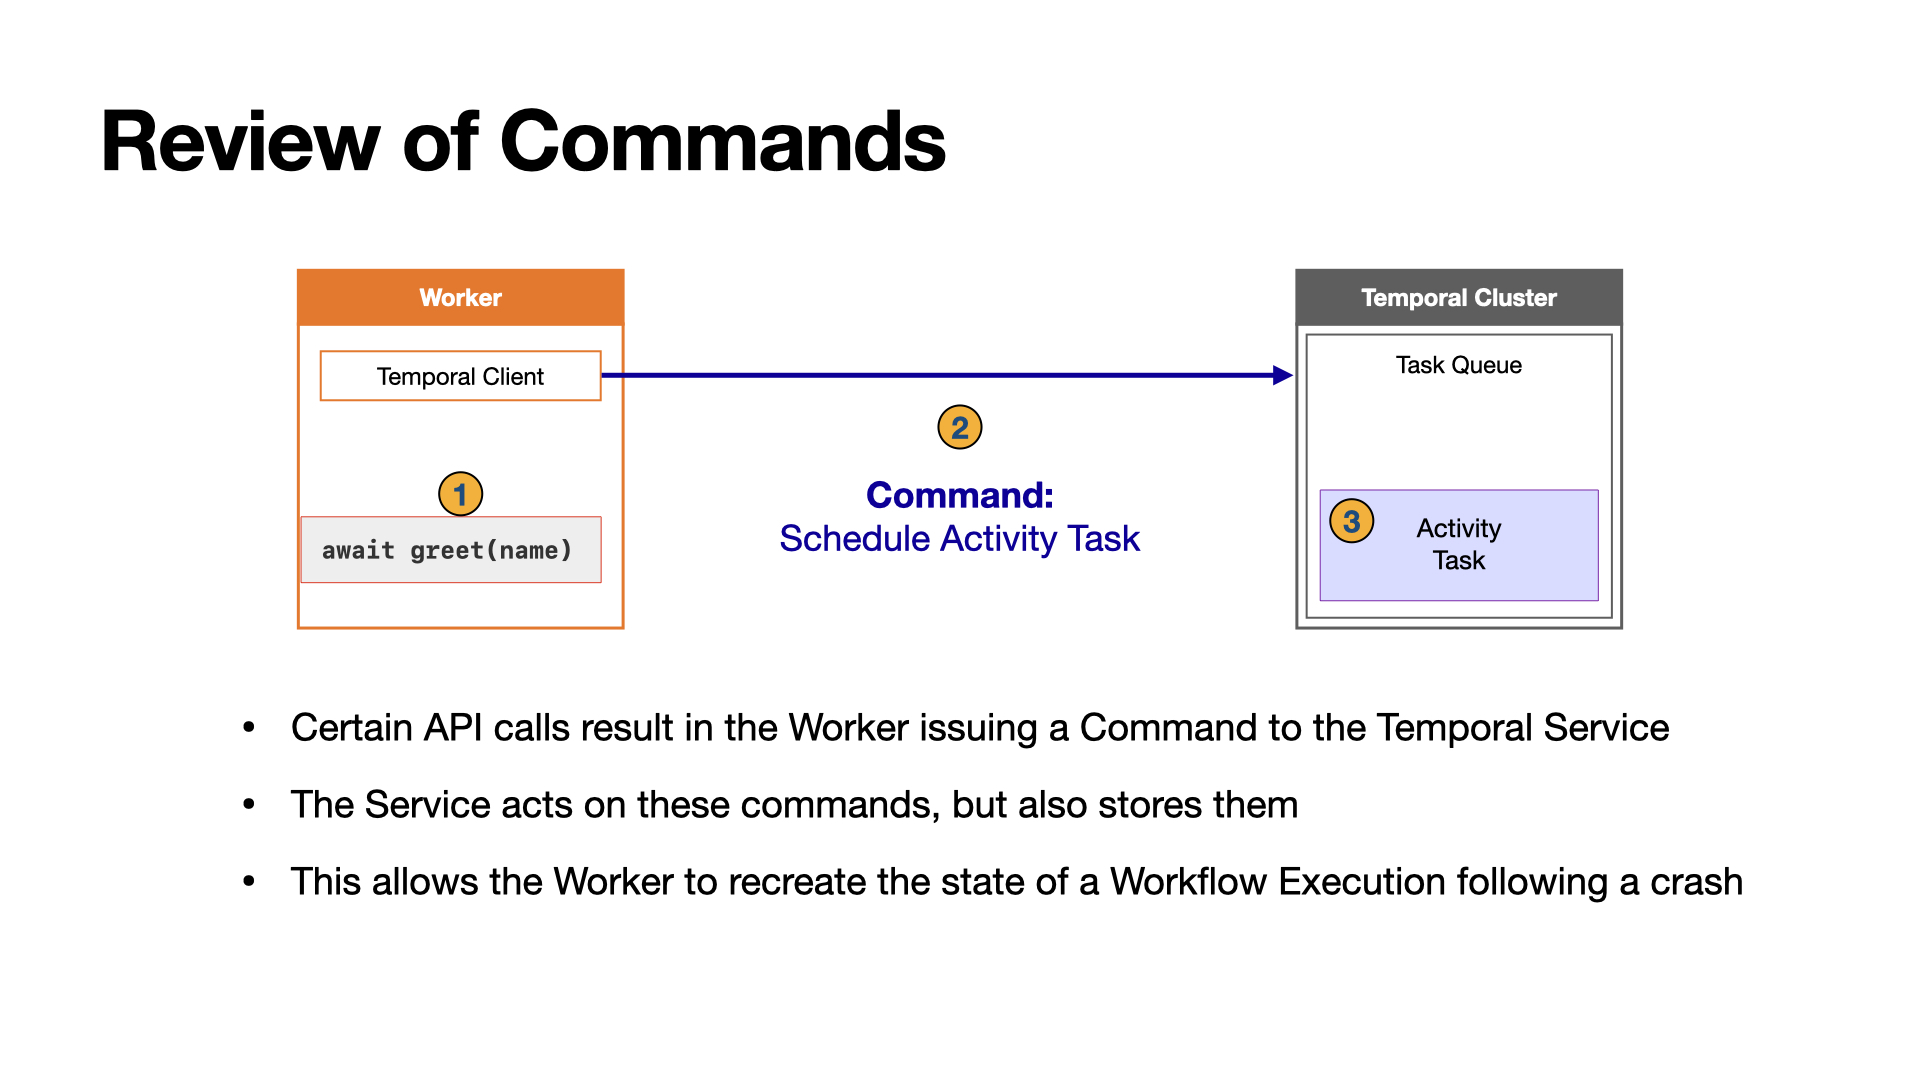 Review of Commands
Worker
Temporal Client
1
await greet(name)
2
Command:
Schedule Activity Task
Temporal Cluster
Task Queue
3
Activity
Task
• Certain API calls result in the Worker issuing a Command to the Temporal Service
• The Service acts on these commands, but also stores them
• This allows the Worker to recreate the state of a Workflow Execution following a crash